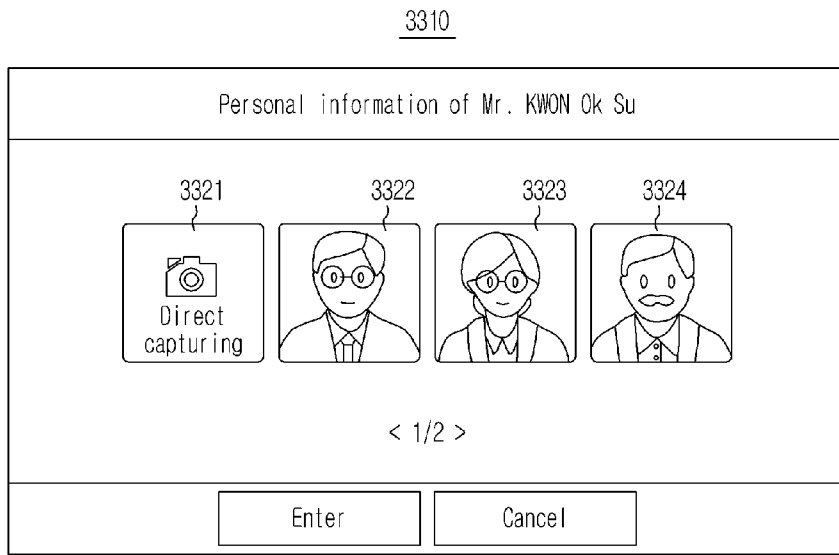 3310
Personal information of Mr. KWON Ok Su
3321 3322 3323 3324
Direct
capturing
< 1/2 >
Enter Cancel